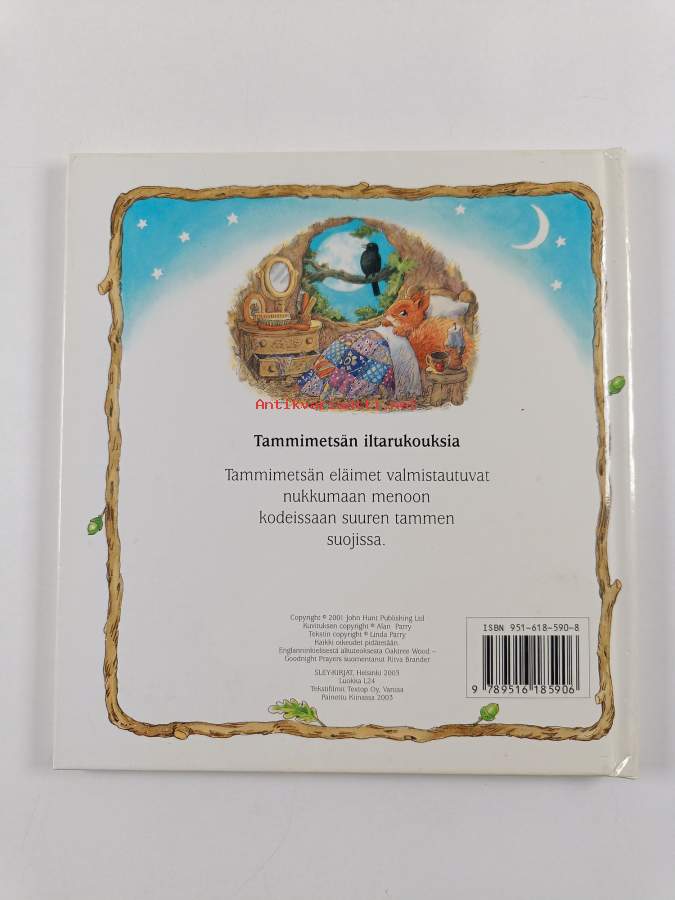 Antikvariaatti.net
Tammimetsän iltarukouksia
Tammimetsän eläimet valmistautuvat
nukkumaan menoon
kodeissaan suuren tammen
suojissa.
Copyright © 2001 John Hunt Publishing Ltd
Kuvituksen copyright © Alan Parry
Tekstin copyright © Linda Parry
Kaikki oikeudet pidätetään
Englanninkielisestä alkuteoksesta Oaktree Wood –
Goodnight Prayers suomentanut Ritva Brander
SLEY-KIRJAT, Helsinki 2003
Luokka L24
Tekstifilmit Textop Oy, Vantaa
Painettu Kiinassa 2003
ISBN 951-618-590-8
9 789516 185906